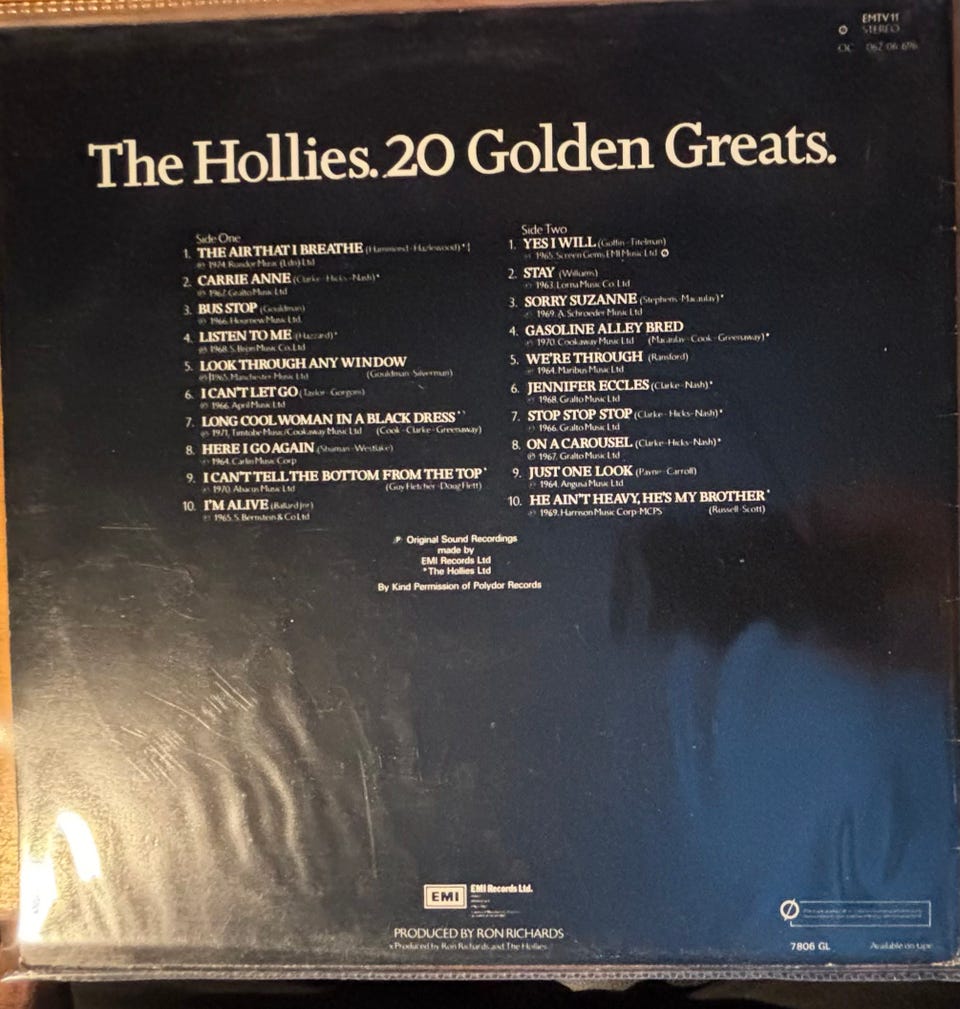 EMTV 11
STEREO
OC 062 06 696
The Hollies. 20 Golden Greats.
Side One
1. THE AIR THAT I BREATHE (Hammond-Hazlewood)*†
℗ 1974. Rondor Music (Ldn) Ltd
2. CARRIE ANNE (Clarke-Hicks-Nash)*
℗ 1967. Gralto Music Ltd
3. BUS STOP (Gouldman)
℗ 1966. Hournew Music Ltd.
4. LISTEN TO ME (Hazzard)*
℗ 1968. S. Bron Music Co. Ltd
5. LOOK THROUGH ANY WINDOW
℗ 1965. Manchester Music Ltd (Gouldman-Silverman)
6. I CAN'T LET GO (Taylor-Gorgoni)
℗ 1966. April Music Ltd
7. LONG COOL WOMAN IN A BLACK DRESS
℗ 1971. Timtobe Music/Cookaway Music Ltd (Cook-Clarke-Greenaway)
8. HERE I GO AGAIN (Shuman-Westlake)
1964. Carlin Music Corp
9. I CAN'T TELL THE BOTTOM FROM THE TOP*
℗ 1970. Abacus Music Ltd (Guy Fletcher-Doug Flett)
10. I'M ALIVE (Ballard Jnr)
℗ 1965. S. Bernstein & Co Ltd
Side Two
1. YES I WILL (Goffin-Titelman)
1965. Screen Gems, EMI Music Ltd
2. STAY (Williams)
1963. Lorna Music Co. Ltd
3. SORRY SUZANNE (Stephens-Macaulay)*
1969. A. Schroeder Music Ltd
4. GASOLINE ALLEY BRED
℗ 1970. Cookaway Music Ltd (Macaulay-Cook-Greenaway)*
5. WE'RE THROUGH (Ransford)
1964. Maribus Music Ltd
6. JENNIFER ECCLES (Clarke-Nash)*
℗ 1968. Gralto Music Ltd
7. STOP STOP STOP (Clarke-Hicks-Nash)*
℗ 1966. Gralto Music Ltd
8. ON A CAROUSEL (Clarke-Hicks-Nash)*
℗ 1967. Gralto Music Ltd
9. JUST ONE LOOK (Payne-Carroll)
℗ 1964. Anglusa Music Ltd
10. HE AIN'T HEAVY, HE'S MY BROTHER*
℗ 1969. Harrison Music Corp-MCPS (Russell-Scott)
℗ Original Sound Recordings
made by
EMI Records Ltd
*The Hollies Ltd
By Kind Permission of Polydor Records
EMI
EMI Records Ltd.
PRODUCED BY RON RICHARDS
x Produced by Ron Richards and The Hollies
7806 GL
Available on tape